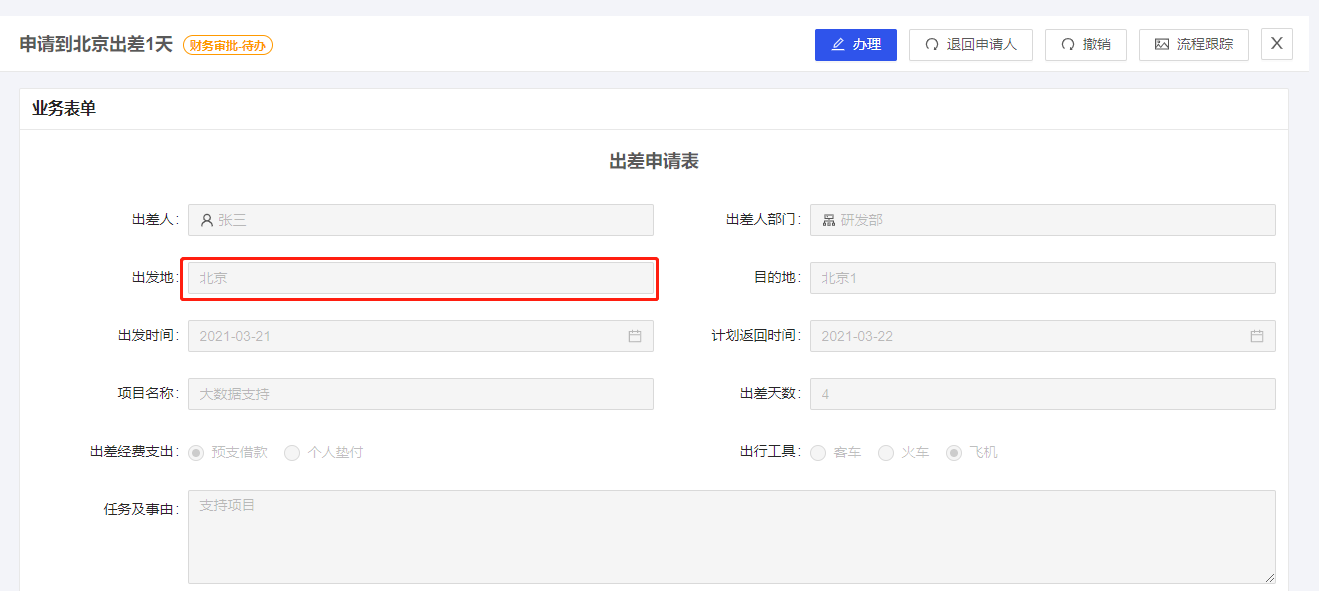 申请到北京出差1天 财务审批-待办 办理 退回申请人 撤销 流程跟踪 X
业务表单
出差申请表
出差人: 张三 出差人部门: 研发部
出发地: 北京 目的地: 北京1
出发时间: 2021-03-21 计划返回时间: 2021-03-22
项目名称: 大数据支持 出差天数: 4
出差经费支出: 预支借款 个人垫付 出行工具: 客车 火车 飞机
任务及事由: 支持项目